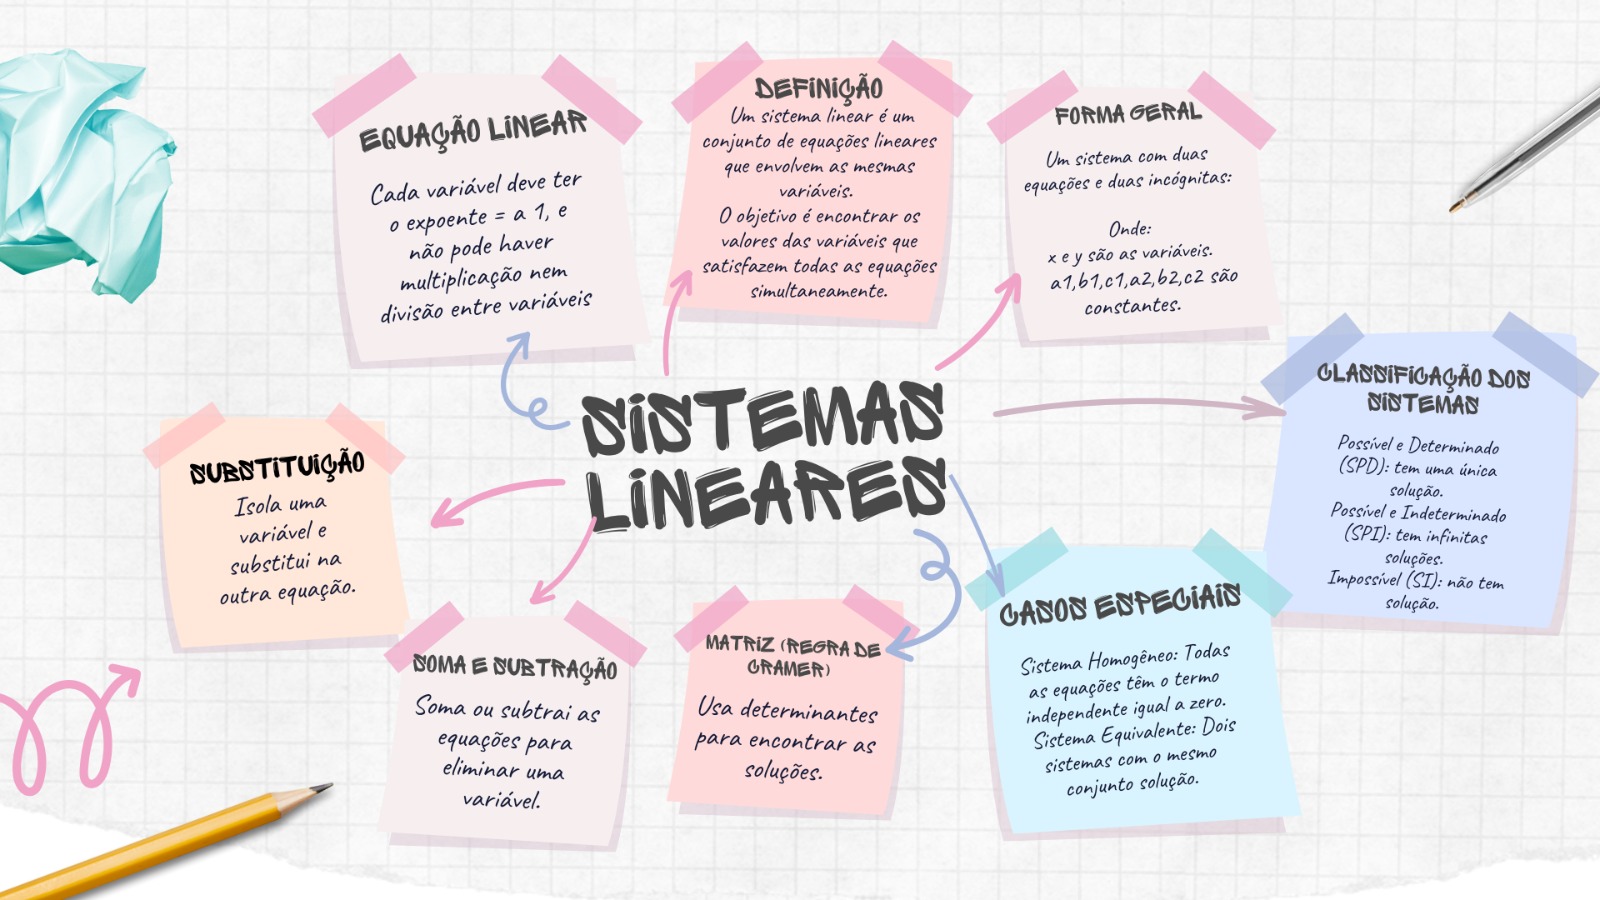 EQUAÇÃO LINEAR
Cada variável deve ter
o expoente = a 1, e
não pode haver
multiplicação nem
divisão entre variáveis
DEFINIÇÃO
Um sistema linear é um
conjunto de equações lineares
que envolvem as mesmas
variáveis.
O objetivo é encontrar os
valores das variáveis que
satisfazem todas as equações
simultaneamente.
FORMA GERAL
Um sistema com duas
equações e duas incógnitas:
Onde:
x e y são as variáveis.
a1,b1,c1,a2,b2,c2 são
constantes.
CLASSIFICAÇÃO DOS
SISTEMAS
Possível e Determinado
(SPD): tem uma única
solução.
Possível e Indeterminado
(SPI): tem infinitas
soluções.
Impossível (SI): não tem
solução.
SISTEMAS
LINEARES
SUBSTITUIÇÃO
Isola uma
variável e
substitui na
outra equação.
SOMA E SUBTRAÇÃO
Soma ou subtrai as
equações para
eliminar uma
variável.
MATRIZ (REGRA DE
CRAMER)
Usa determinantes
para encontrar as
soluções.
CASOS ESPECIAIS
Sistema Homogêneo: Todas
as equações têm o termo
independente igual a zero.
Sistema Equivalente: Dois
sistemas com o mesmo
conjunto solução.